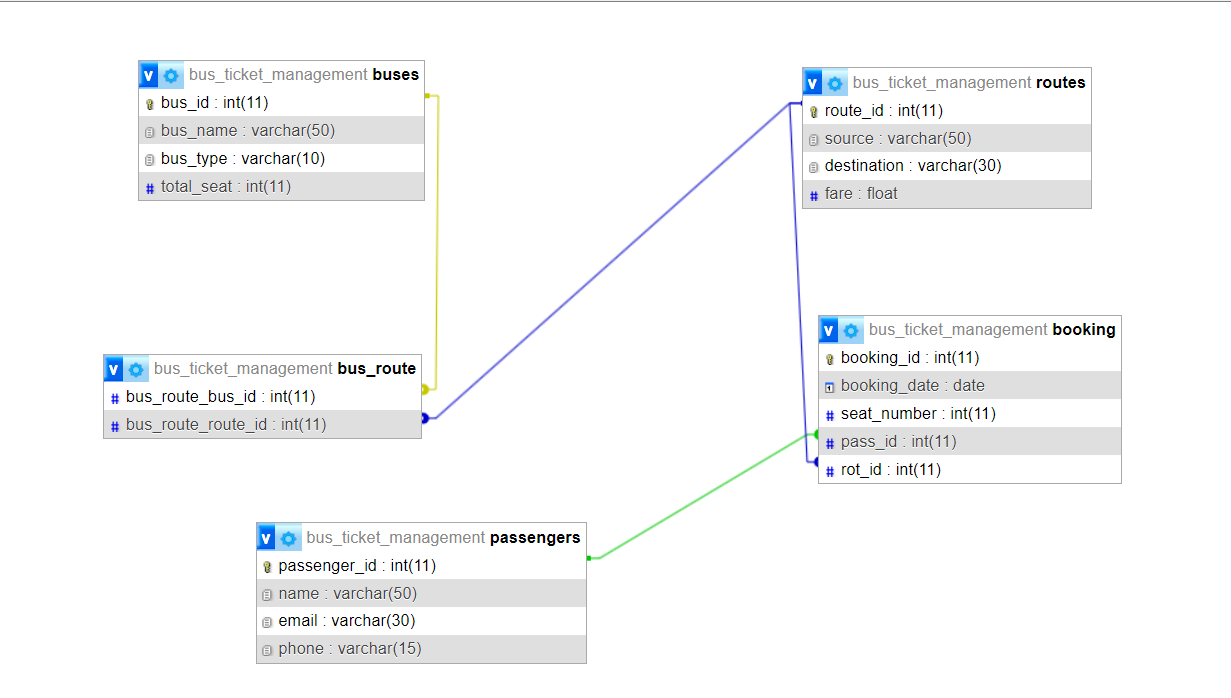 v bus_ticket_management buses
bus_id : int(11)
bus_name : varchar(50)
bus_type : varchar(10)
# total_seat : int(11)
v bus_ticket_management routes
route_id : int(11)
source : varchar(50)
destination : varchar(30)
# fare : float
v bus_ticket_management bus_route
# bus_route_bus_id : int(11)
# bus_route_route_id : int(11)
v bus_ticket_management booking
booking_id : int(11)
booking_date : date
# seat_number : int(11)
# pass_id : int(11)
# rot_id : int(11)
v bus_ticket_management passengers
passenger_id : int(11)
name : varchar(50)
email : varchar(30)
phone : varchar(15)